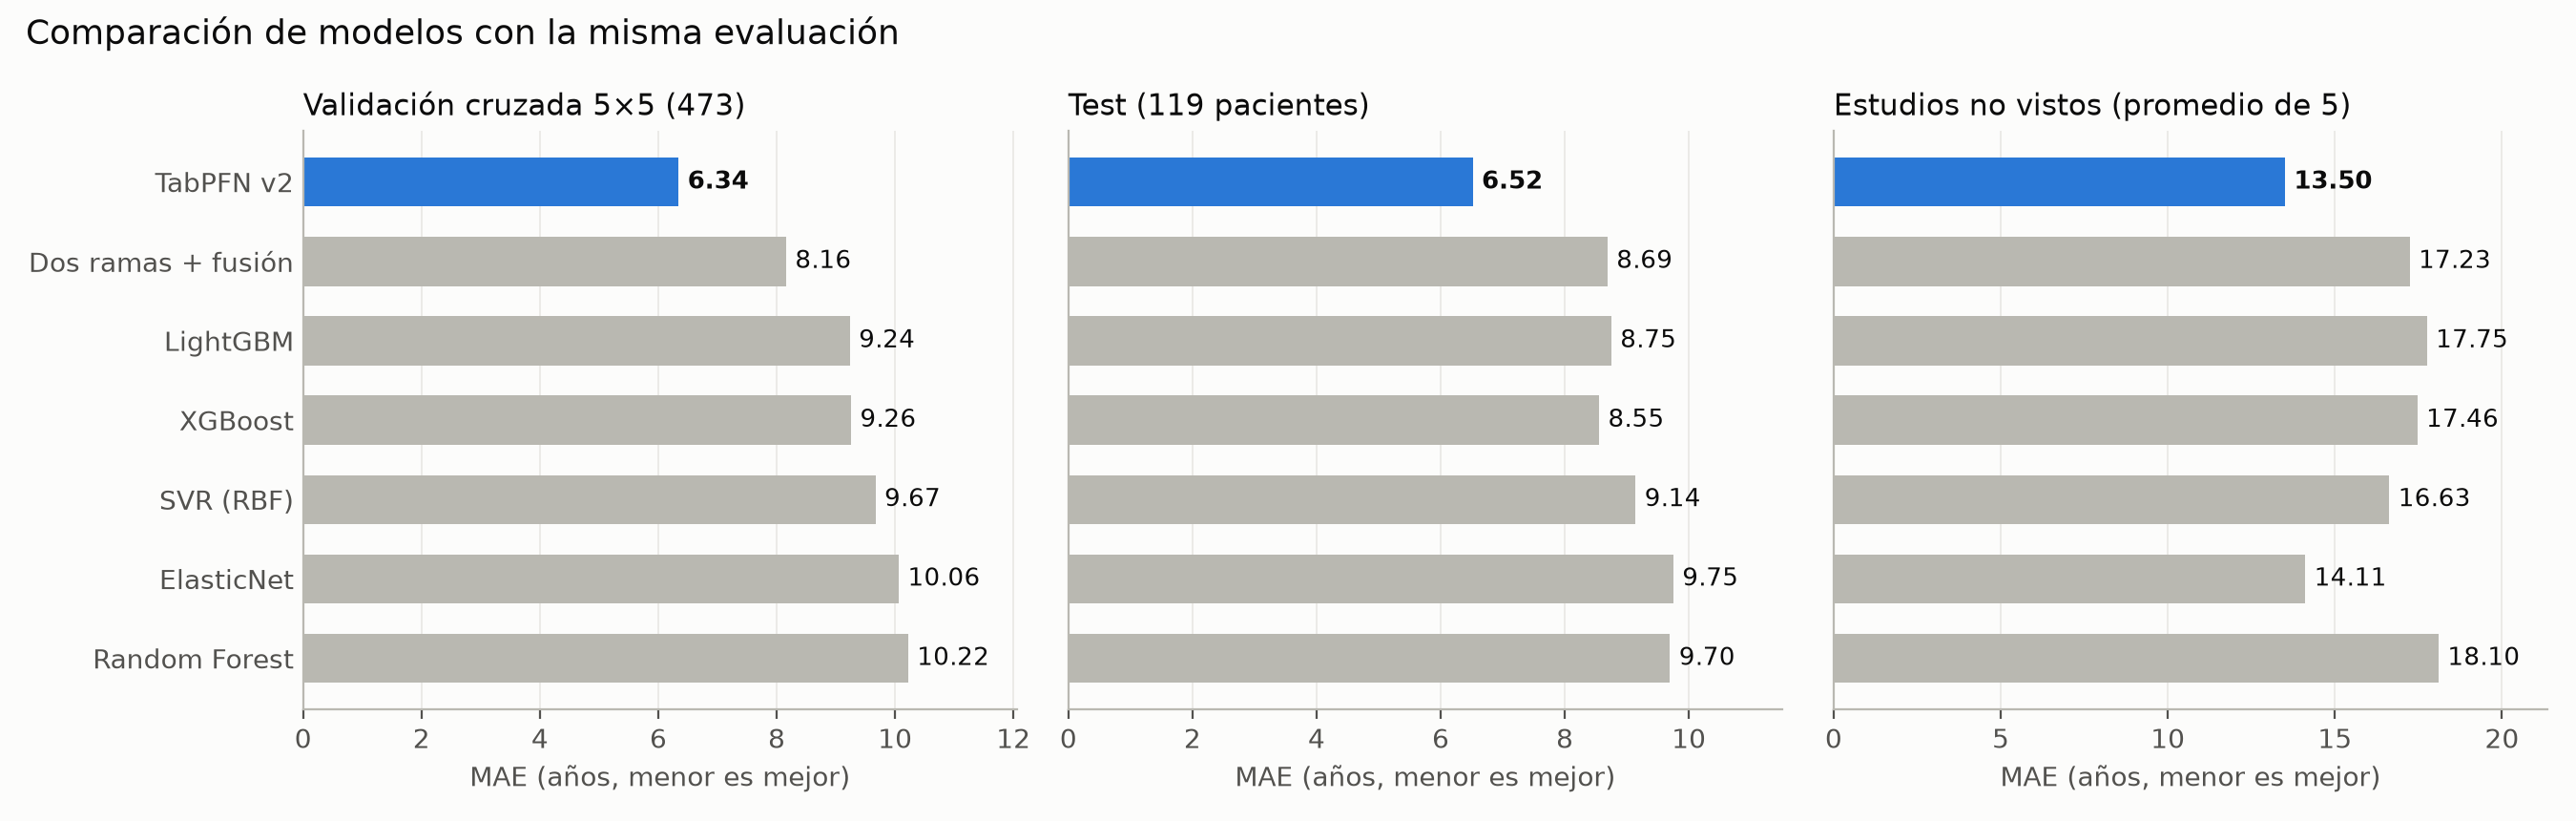 Comparación de modelos con la misma evaluación
Validación cruzada 5×5 (473)
TabPFN v2
6.34
Dos ramas + fusión
8.16
LightGBM
9.24
XGBoost
9.26
SVR (RBF)
9.67
ElasticNet
10.06
Random Forest
10.22
0 2 4 6 8 10 12
MAE (años, menor es mejor)
Test (119 pacientes)
6.52
8.69
8.75
8.55
9.14
9.75
9.70
0 2 4 6 8 10
MAE (años, menor es mejor)
Estudios no vistos (promedio de 5)
13.50
17.23
17.75
17.46
16.63
14.11
18.10
0 5 10 15 20
MAE (años, menor es mejor)